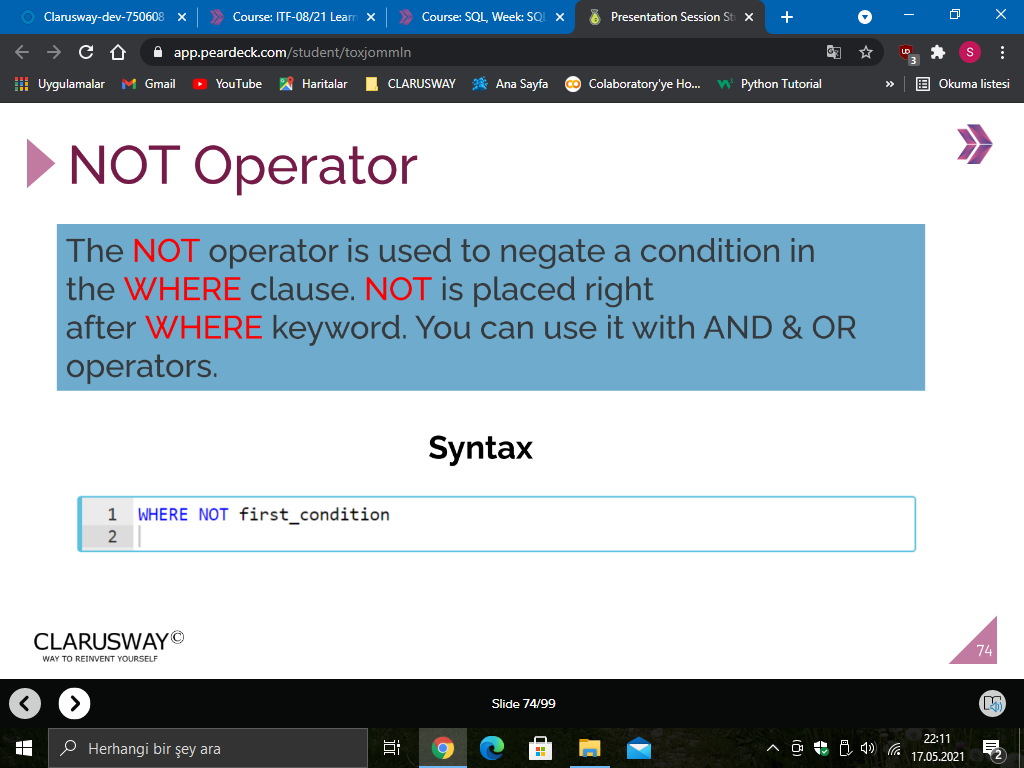 Clarusway-dev-750608
Course: ITF-08/21 Learn
Course: SQL, Week: SQL
Presentation Session St
app.peardeck.com/student/toxjommln
UD
3
S
Uygulamalar
Gmail
YouTube
Haritalar
CLARUSWAY
Ana Sayfa
Colaboratory'ye Ho...
Python Tutorial
»
Okuma listesi
NOT Operator
The NOT operator is used to negate a condition in
the WHERE clause. NOT is placed right
after WHERE keyword. You can use it with AND & OR
operators.
Syntax
1 WHERE NOT first_condition
2
CLARUSWAY©
WAY TO REINVENT YOURSELF
74
Slide 74/99
Herhangi bir şey ara
22:11
17.05.2021
2